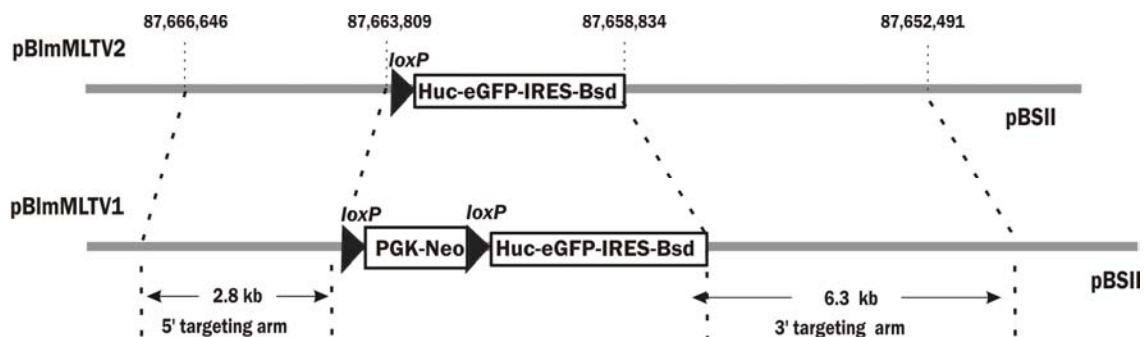 87,666,646 87,663,809 87,658,834 87,652,491
pBImMLTV2
loxP
Huc-eGFP-IRES-Bsd
pBSII
pBImMLTV1
loxP loxP
PGK-Neo Huc-eGFP-IRES-Bsd
pBSII
2.8 kb 6.3 kb
5' targeting arm 3' targeting arm